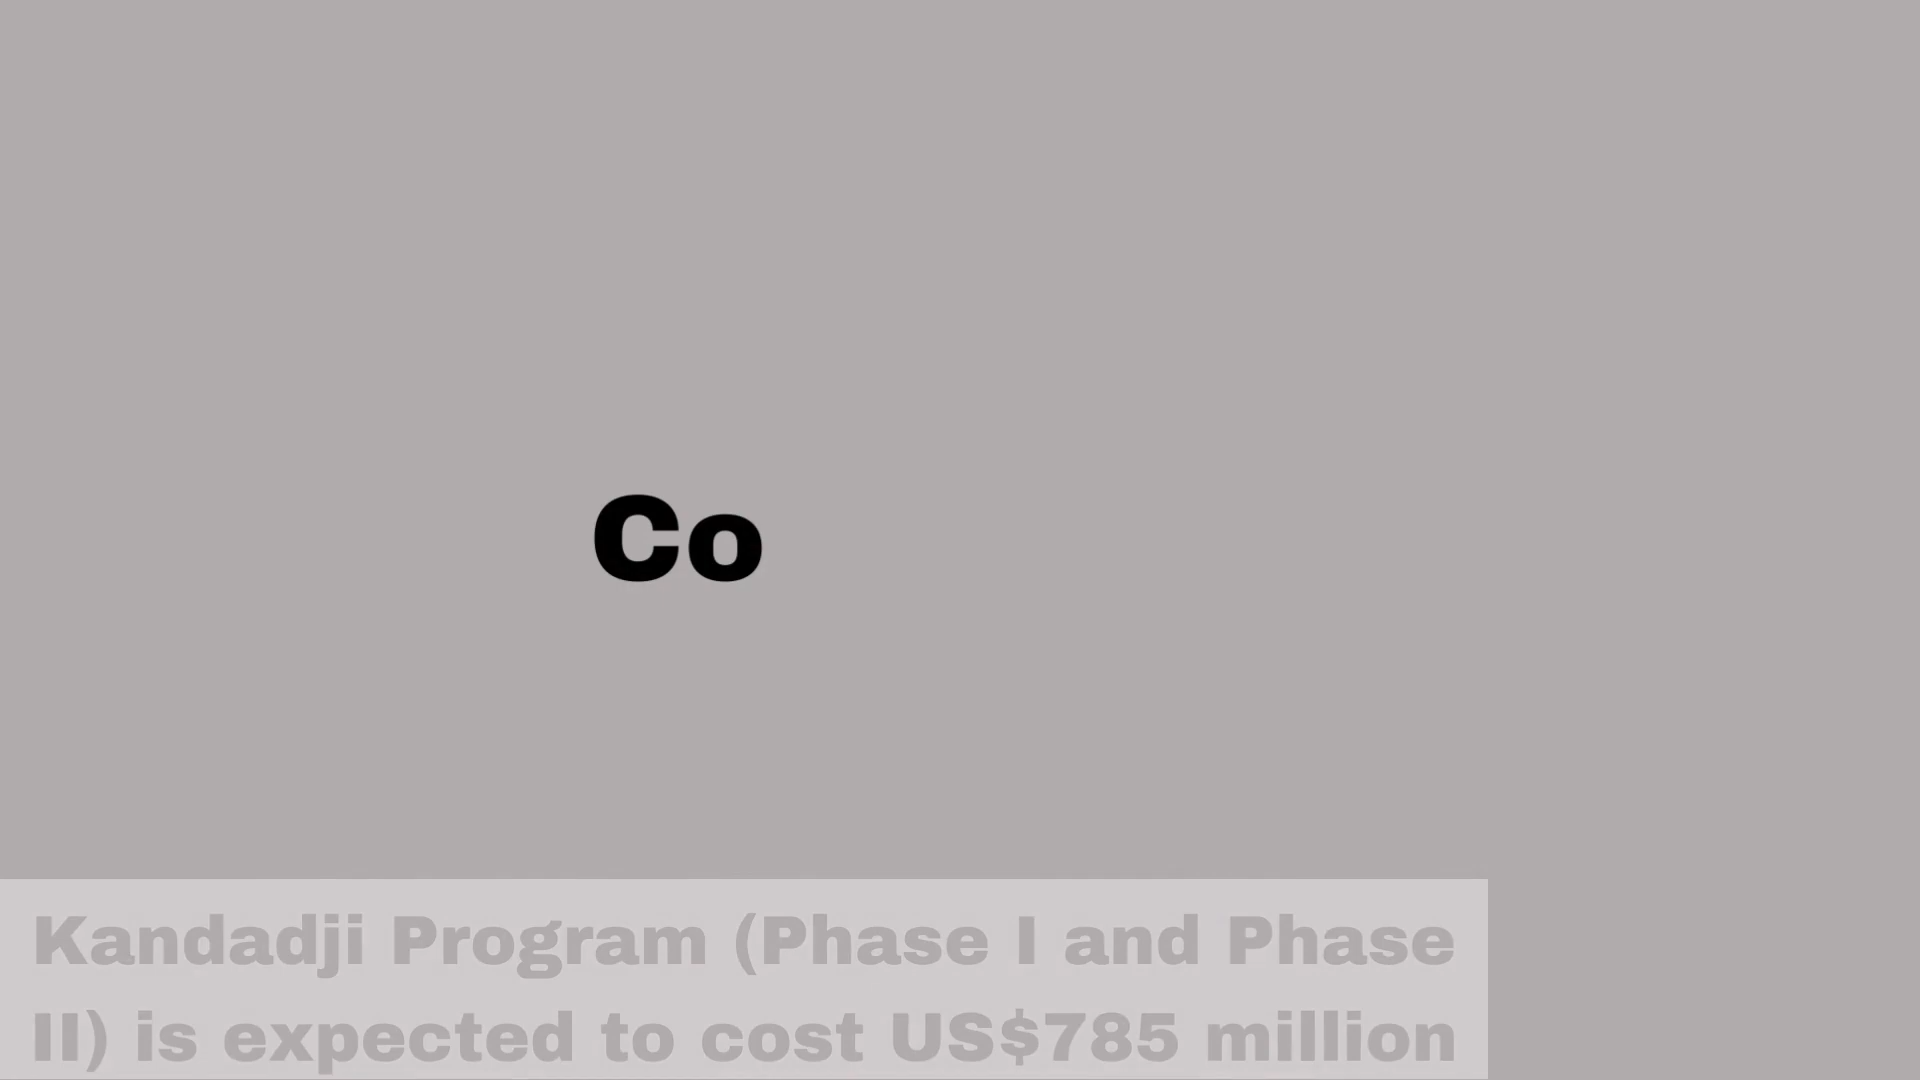 Co
Kandadji Program (Phase I and Phase
II) is expected to cost US$785 million